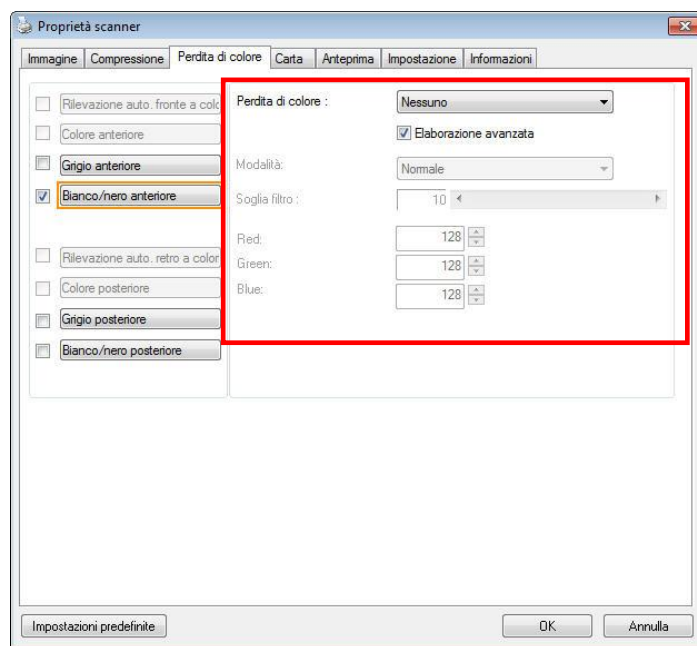 Proprietà scanner
Immagine Compressione Perdita di colore Carta Anteprima Impostazione Informazioni
Rilevazione auto. fronte a colo
Colore anteriore
Grigio anteriore
Bianco/nero anteriore
Rilevazione auto. retro a color
Colore posteriore
Grigio posteriore
Bianco/nero posteriore
Perdita di colore : Nessuno
Elaborazione avanzata
Modalità: Normale
Soglia filtro : 10
Red: 128
Green: 128
Blue: 128
Impostazioni predefinite OK Annulla